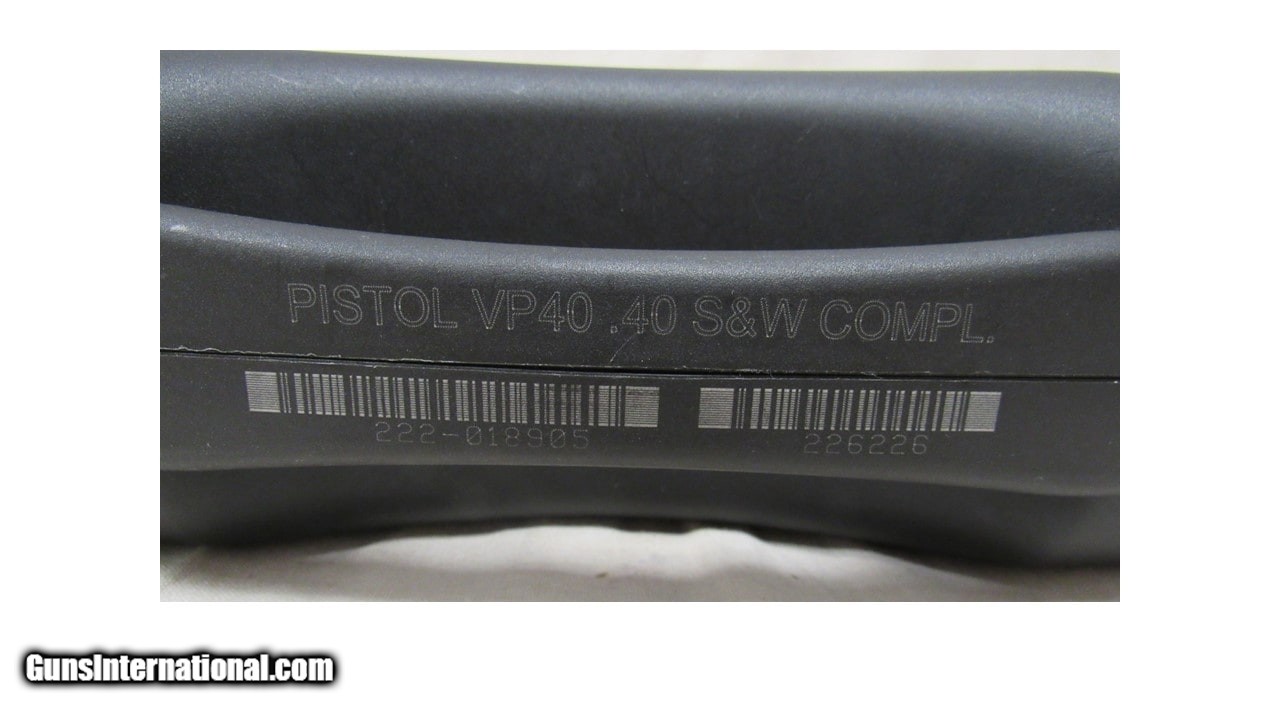 PISTOL VP40 .40 S&W COMPL.
222-018905 226226
GunsInternational.com